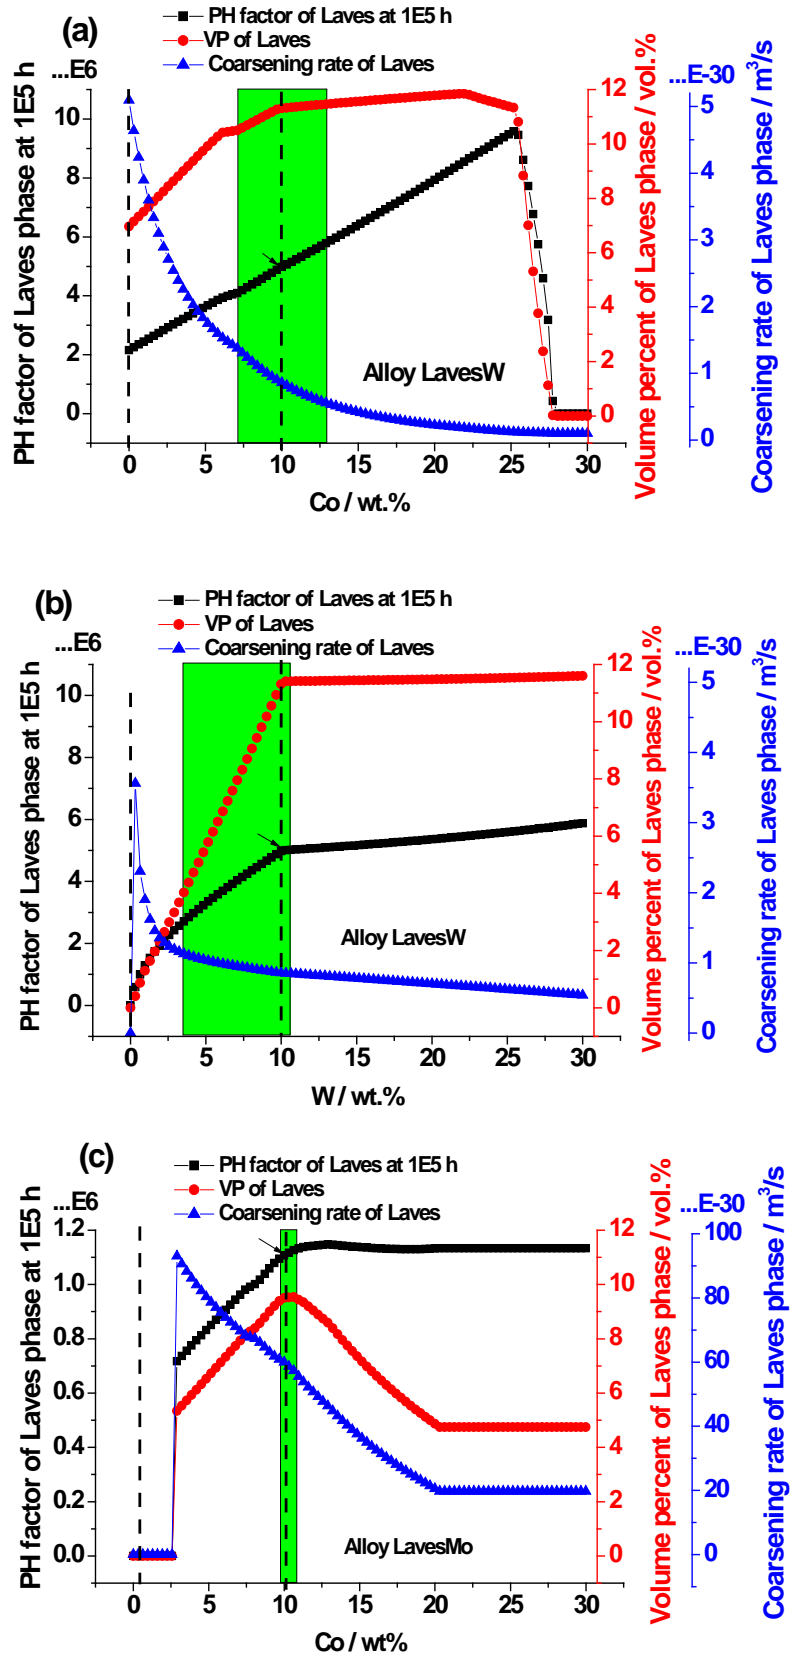 (a)
PH factor of Laves at 1E5 h
VP of Laves
Coarsening rate of Laves
...E6
...E-30
PH factor of Laves phase at 1E5 h
10
8
6
4
2
0
Volume percent of Laves phase / vol.%
12
10
8
6
4
2
0
Coarsening rate of Laves phase / m³/s
5
4
3
2
1
0
Alloy LavesW
0 5 10 15 20 25 30
Co / wt.%
(b)
PH factor of Laves at 1E5 h
VP of Laves
Coarsening rate of Laves
...E6
...E-30
PH factor of Laves phase at 1E5 h
10
8
6
4
2
0
Volume percent of Laves phase / vol.%
12
10
8
6
4
2
0
Coarsening rate of Laves phase / m³/s
5
4
3
2
1
0
Alloy LavesW
0 5 10 15 20 25 30
W / wt.%
(c)
PH factor of Laves at 1E5 h
VP of Laves
Coarsening rate of Laves
...E6
...E-30
PH factor of Laves phase at 1E5 h
1.2
1.0
0.8
0.6
0.4
0.2
0.0
Volume percent of Laves phase / vol.%
12
10
8
6
4
2
0
Coarsening rate of Laves phase / m³/s
100
80
60
40
20
0
Alloy LavesMo
0 5 10 15 20 25 30
Co / wt%